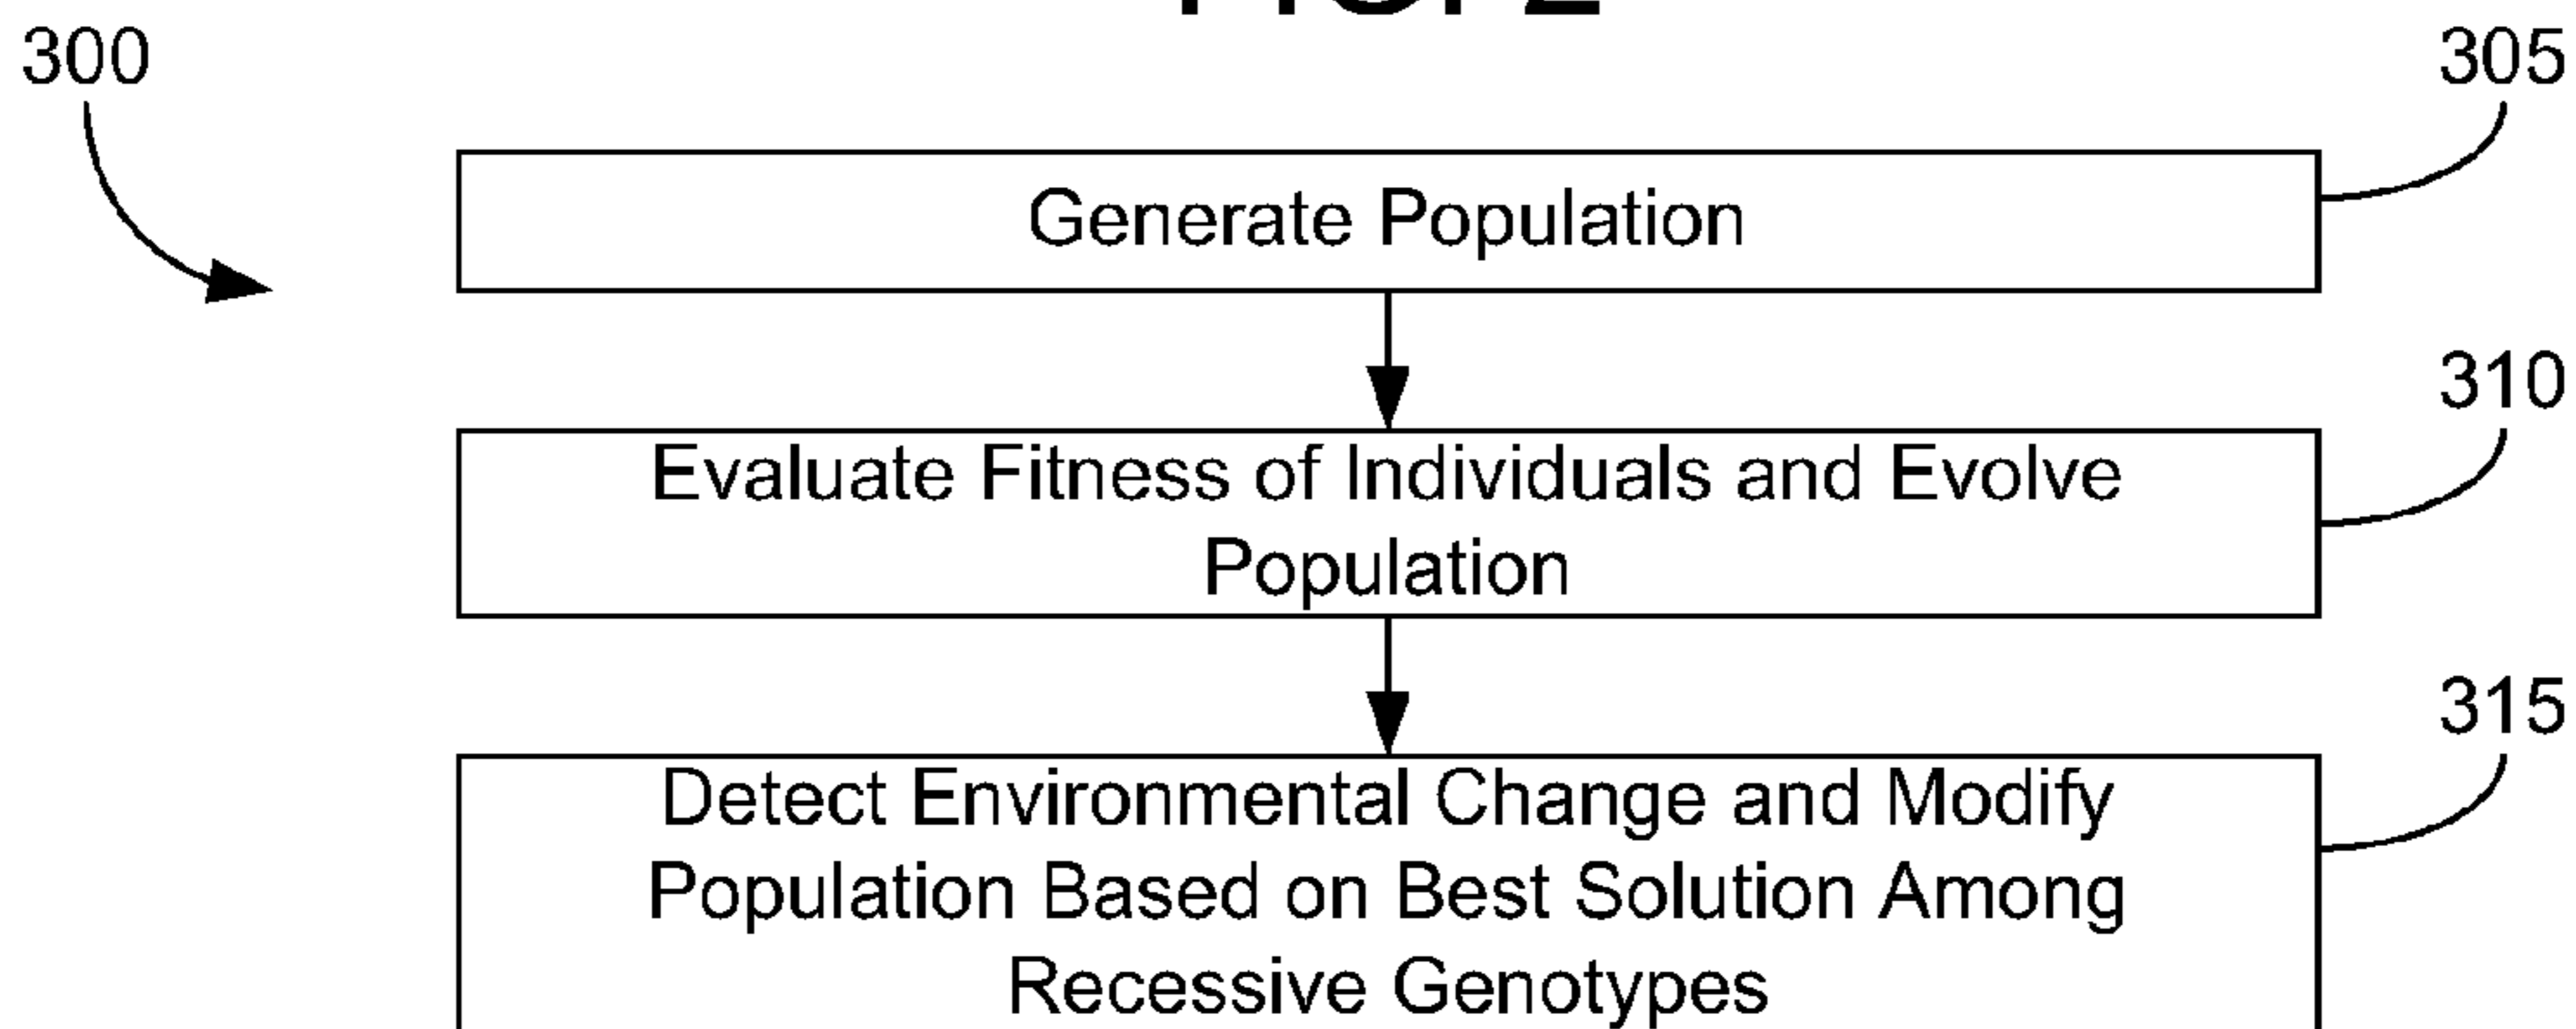 300
305
Generate Population
310
Evaluate Fitness of Individuals and Evolve
Population
315
Detect Environmental Change and Modify
Population Based on Best Solution Among
Recessive Genotypes